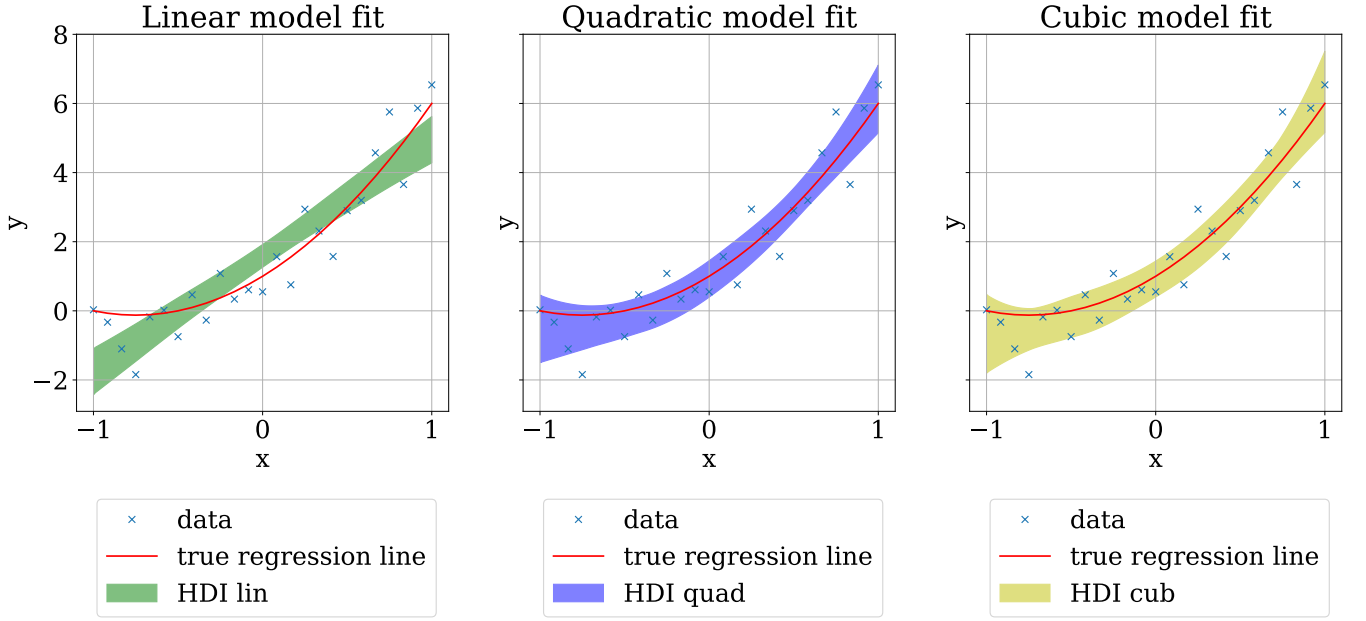 Linear model fit
8
6
4
2
0
−2
y
−1 0 1
x
data
true regression line
HDI lin
Quadratic model fit
y
−1 0 1
x
data
true regression line
HDI quad
Cubic model fit
y
−1 0 1
x
data
true regression line
HDI cub